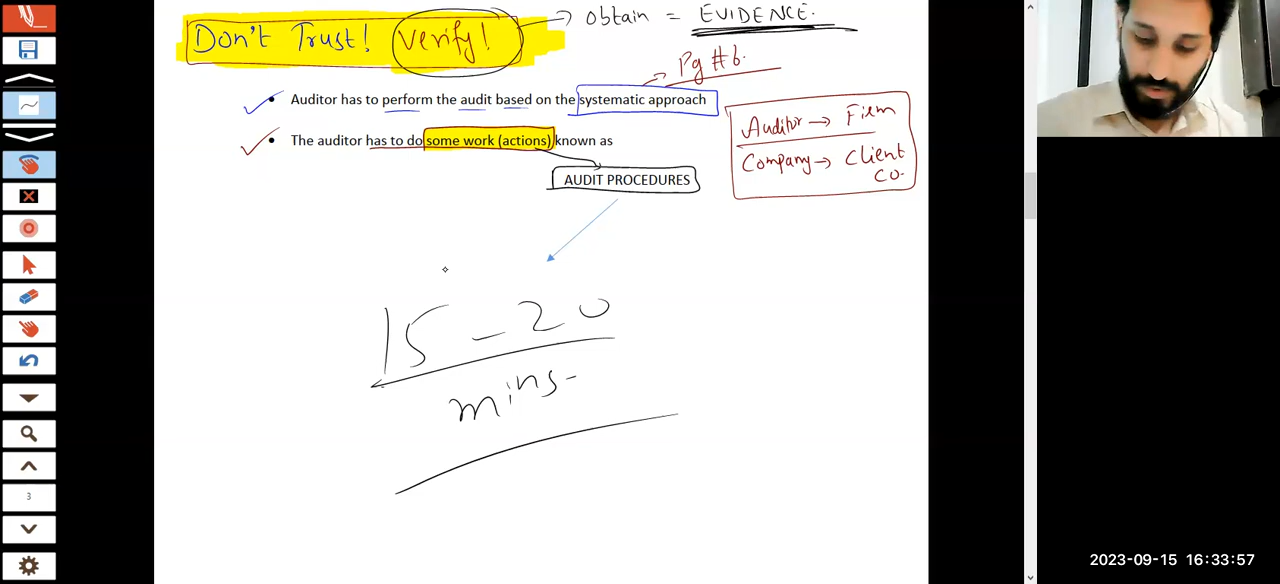 Don't Trust! Verify! → obtain = EVIDENCE.
Pg #6.
• Auditor has to perform the audit based on the systematic approach
• The auditor has to do some work (actions) known as
AUDIT PROCEDURES
Auditor → Firm
Company → Client
Co.
15 - 20
mins-
3
2023-09-15 16:33:57